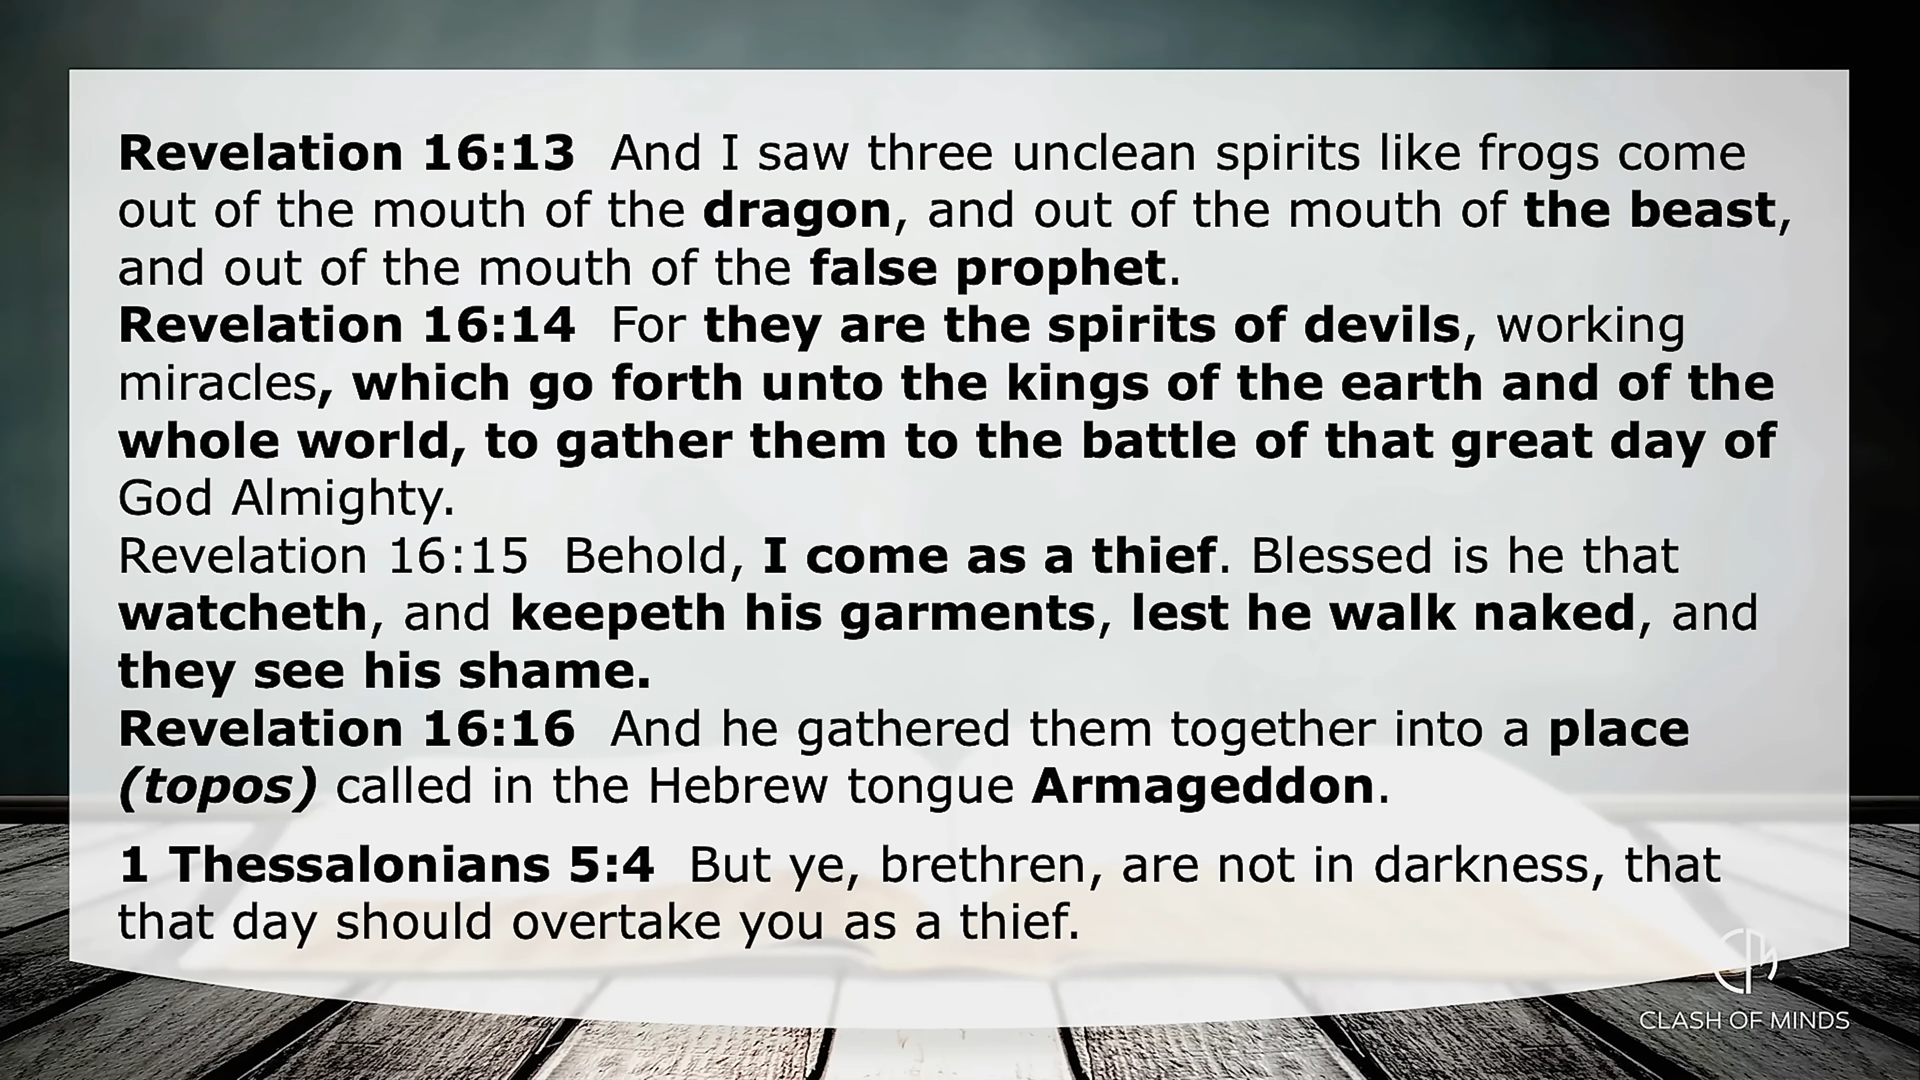 Revelation 16:13 And I saw three unclean spirits like frogs come
out of the mouth of the dragon, and out of the mouth of the beast,
and out of the mouth of the false prophet.
Revelation 16:14 For they are the spirits of devils, working
miracles, which go forth unto the kings of the earth and of the
whole world, to gather them to the battle of that great day of
God Almighty.
Revelation 16:15 Behold, I come as a thief. Blessed is he that
watcheth, and keepeth his garments, lest he walk naked, and
they see his shame.
Revelation 16:16 And he gathered them together into a place
(topos) called in the Hebrew tongue Armageddon.
1 Thessalonians 5:4 But ye, brethren, are not in darkness, that
that day should overtake you as a thief.
CLASH OF MINDS